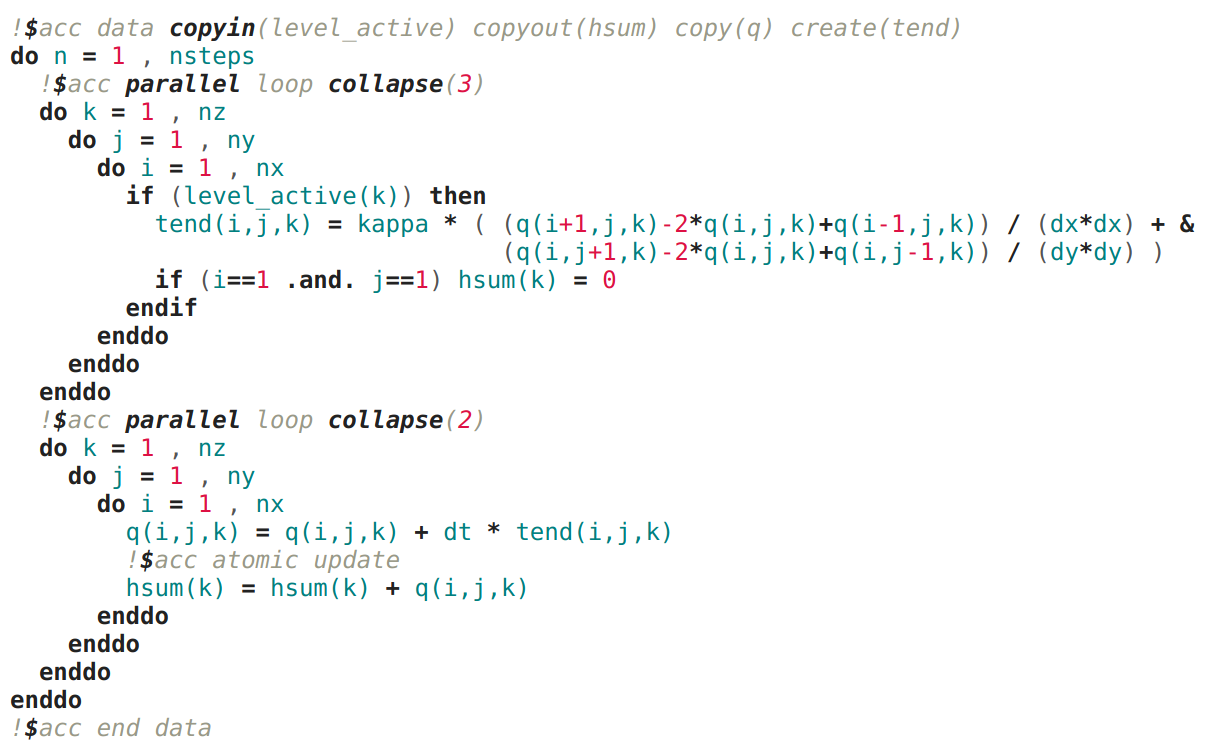 !$acc data copyin(level_active) copyout(hsum) copy(q) create(tend)
do n = 1 , nsteps
  !$acc parallel loop collapse(3)
  do k = 1 , nz
    do j = 1 , ny
      do i = 1 , nx
        if (level_active(k)) then
          tend(i,j,k) = kappa * ( (q(i+1,j,k)-2*q(i,j,k)+q(i-1,j,k)) / (dx*dx) + &
                                  (q(i,j+1,k)-2*q(i,j,k)+q(i,j-1,k)) / (dy*dy) )
          if (i==1 .and. j==1) hsum(k) = 0
        endif
      enddo
    enddo
  enddo
  !$acc parallel loop collapse(2)
  do k = 1 , nz
    do j = 1 , ny
      do i = 1 , nx
        q(i,j,k) = q(i,j,k) + dt * tend(i,j,k)
        !$acc atomic update
        hsum(k) = hsum(k) + q(i,j,k)
      enddo
    enddo
  enddo
enddo
!$acc end data